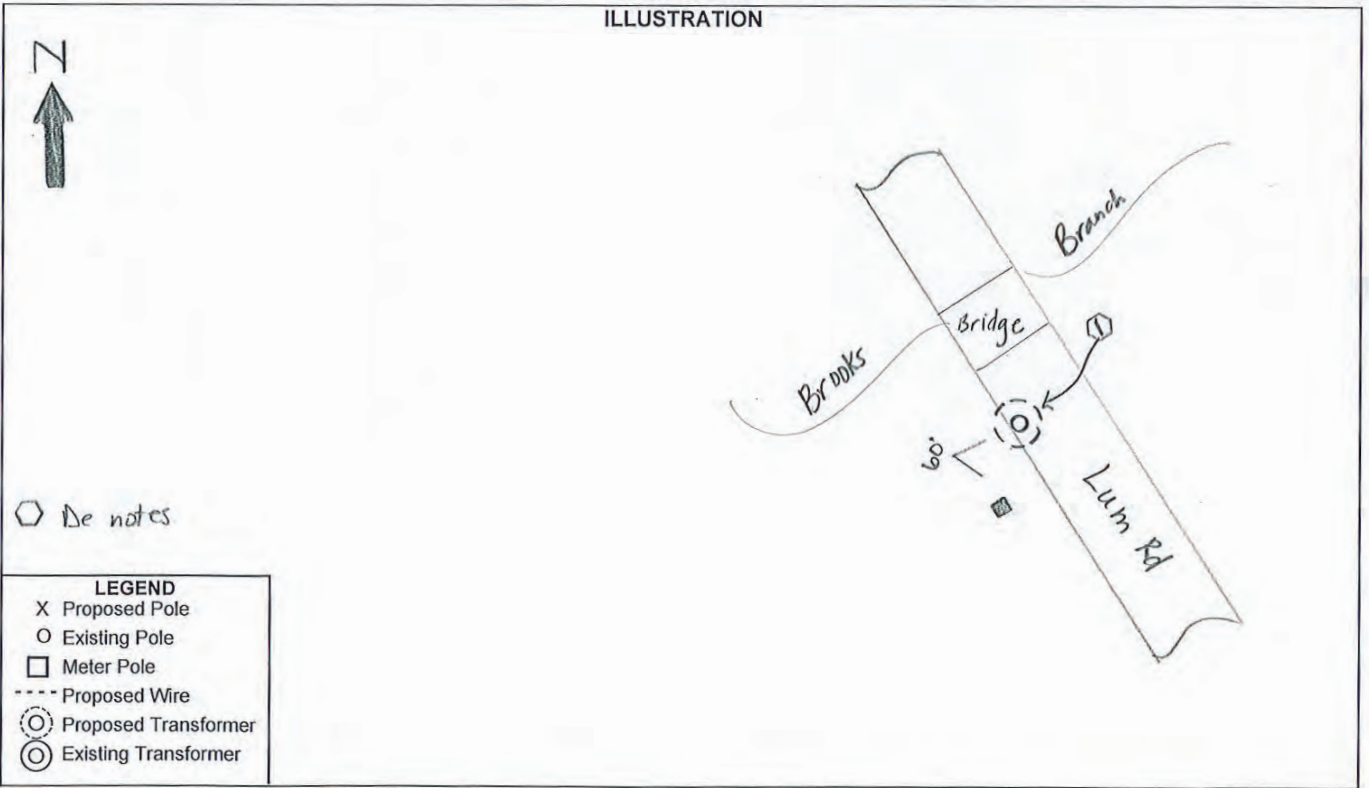 ILLUSTRATION
N
Branch
Bridge
1
Brooks
60'
Lum Rd
De notes
LEGEND
X Proposed Pole
O Existing Pole
Meter Pole
Proposed Wire
Proposed Transformer
Existing Transformer